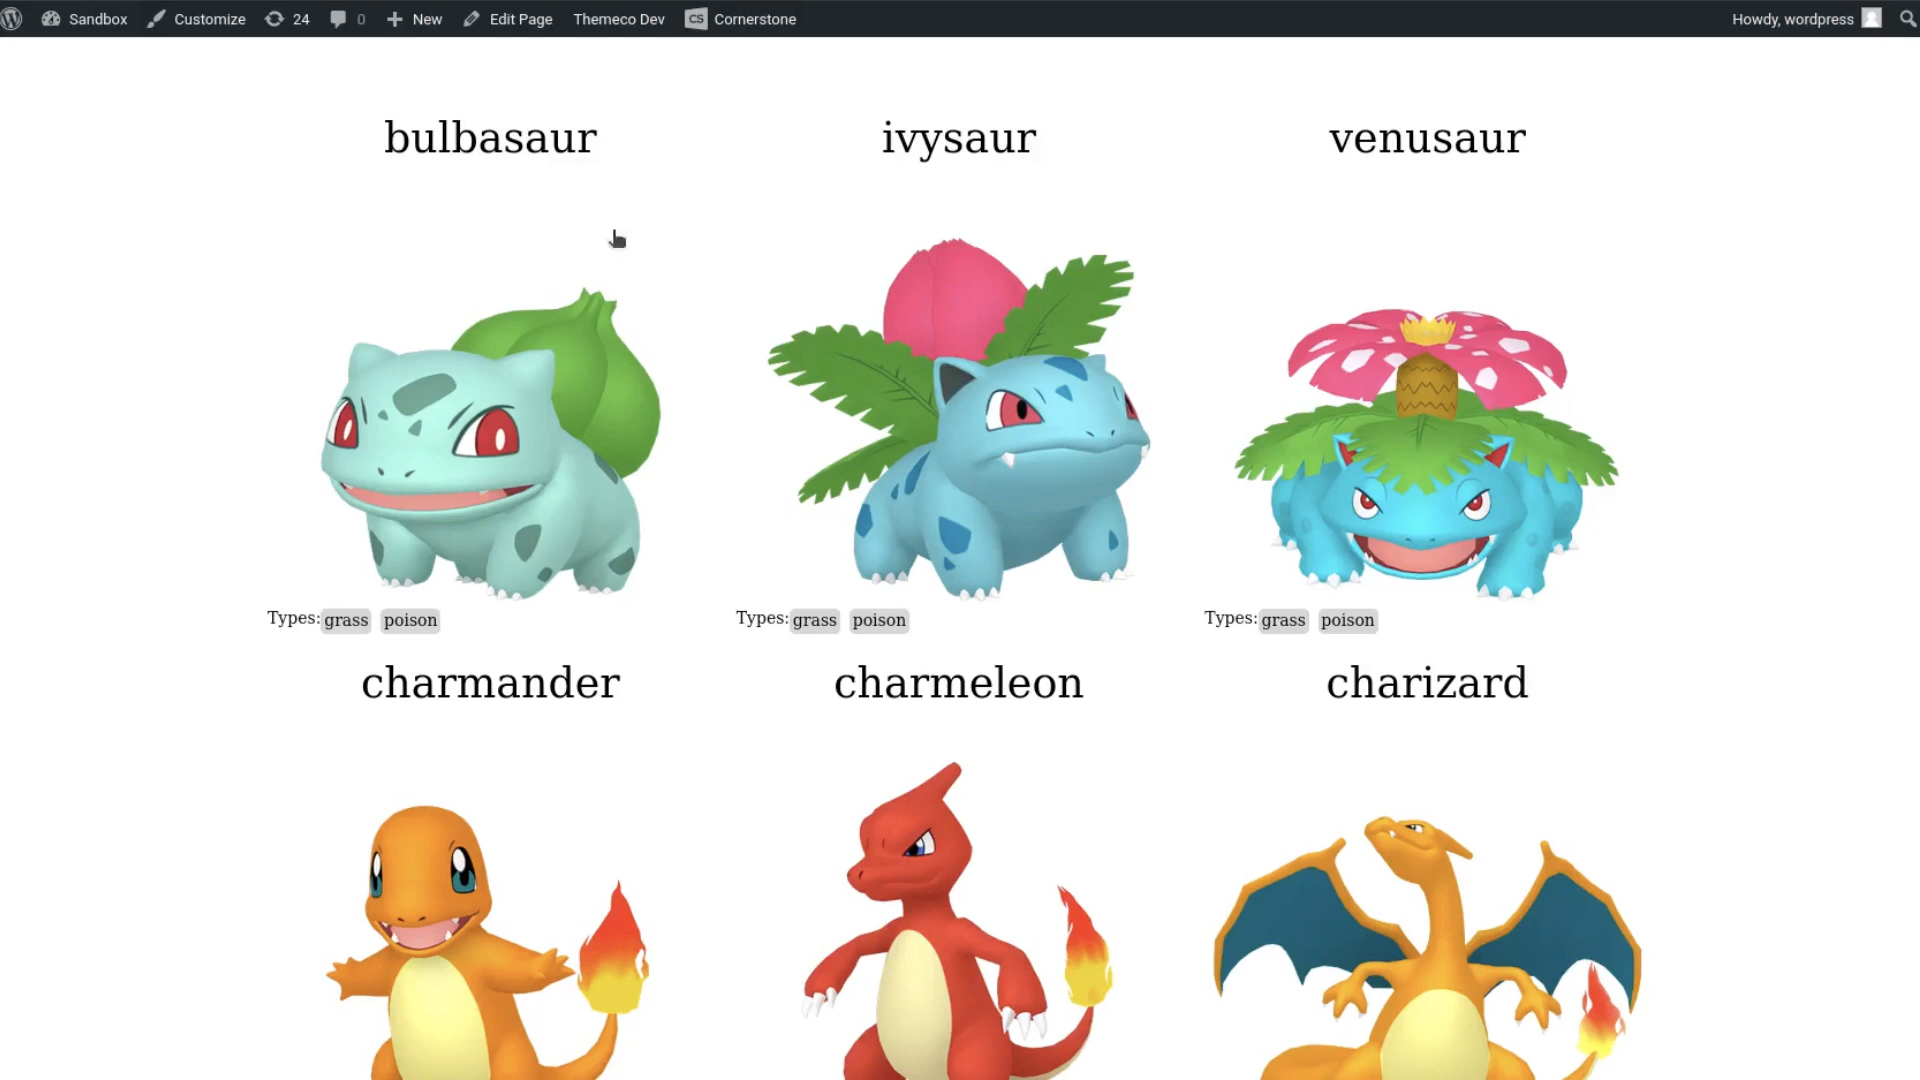 Sandbox Customize 24 0 New Edit Page Themeco Dev CS Cornerstone Howdy, wordpress
bulbasaur ivysaur venusaur
Types: grass poison Types: grass poison Types: grass poison
charmander charmeleon charizard